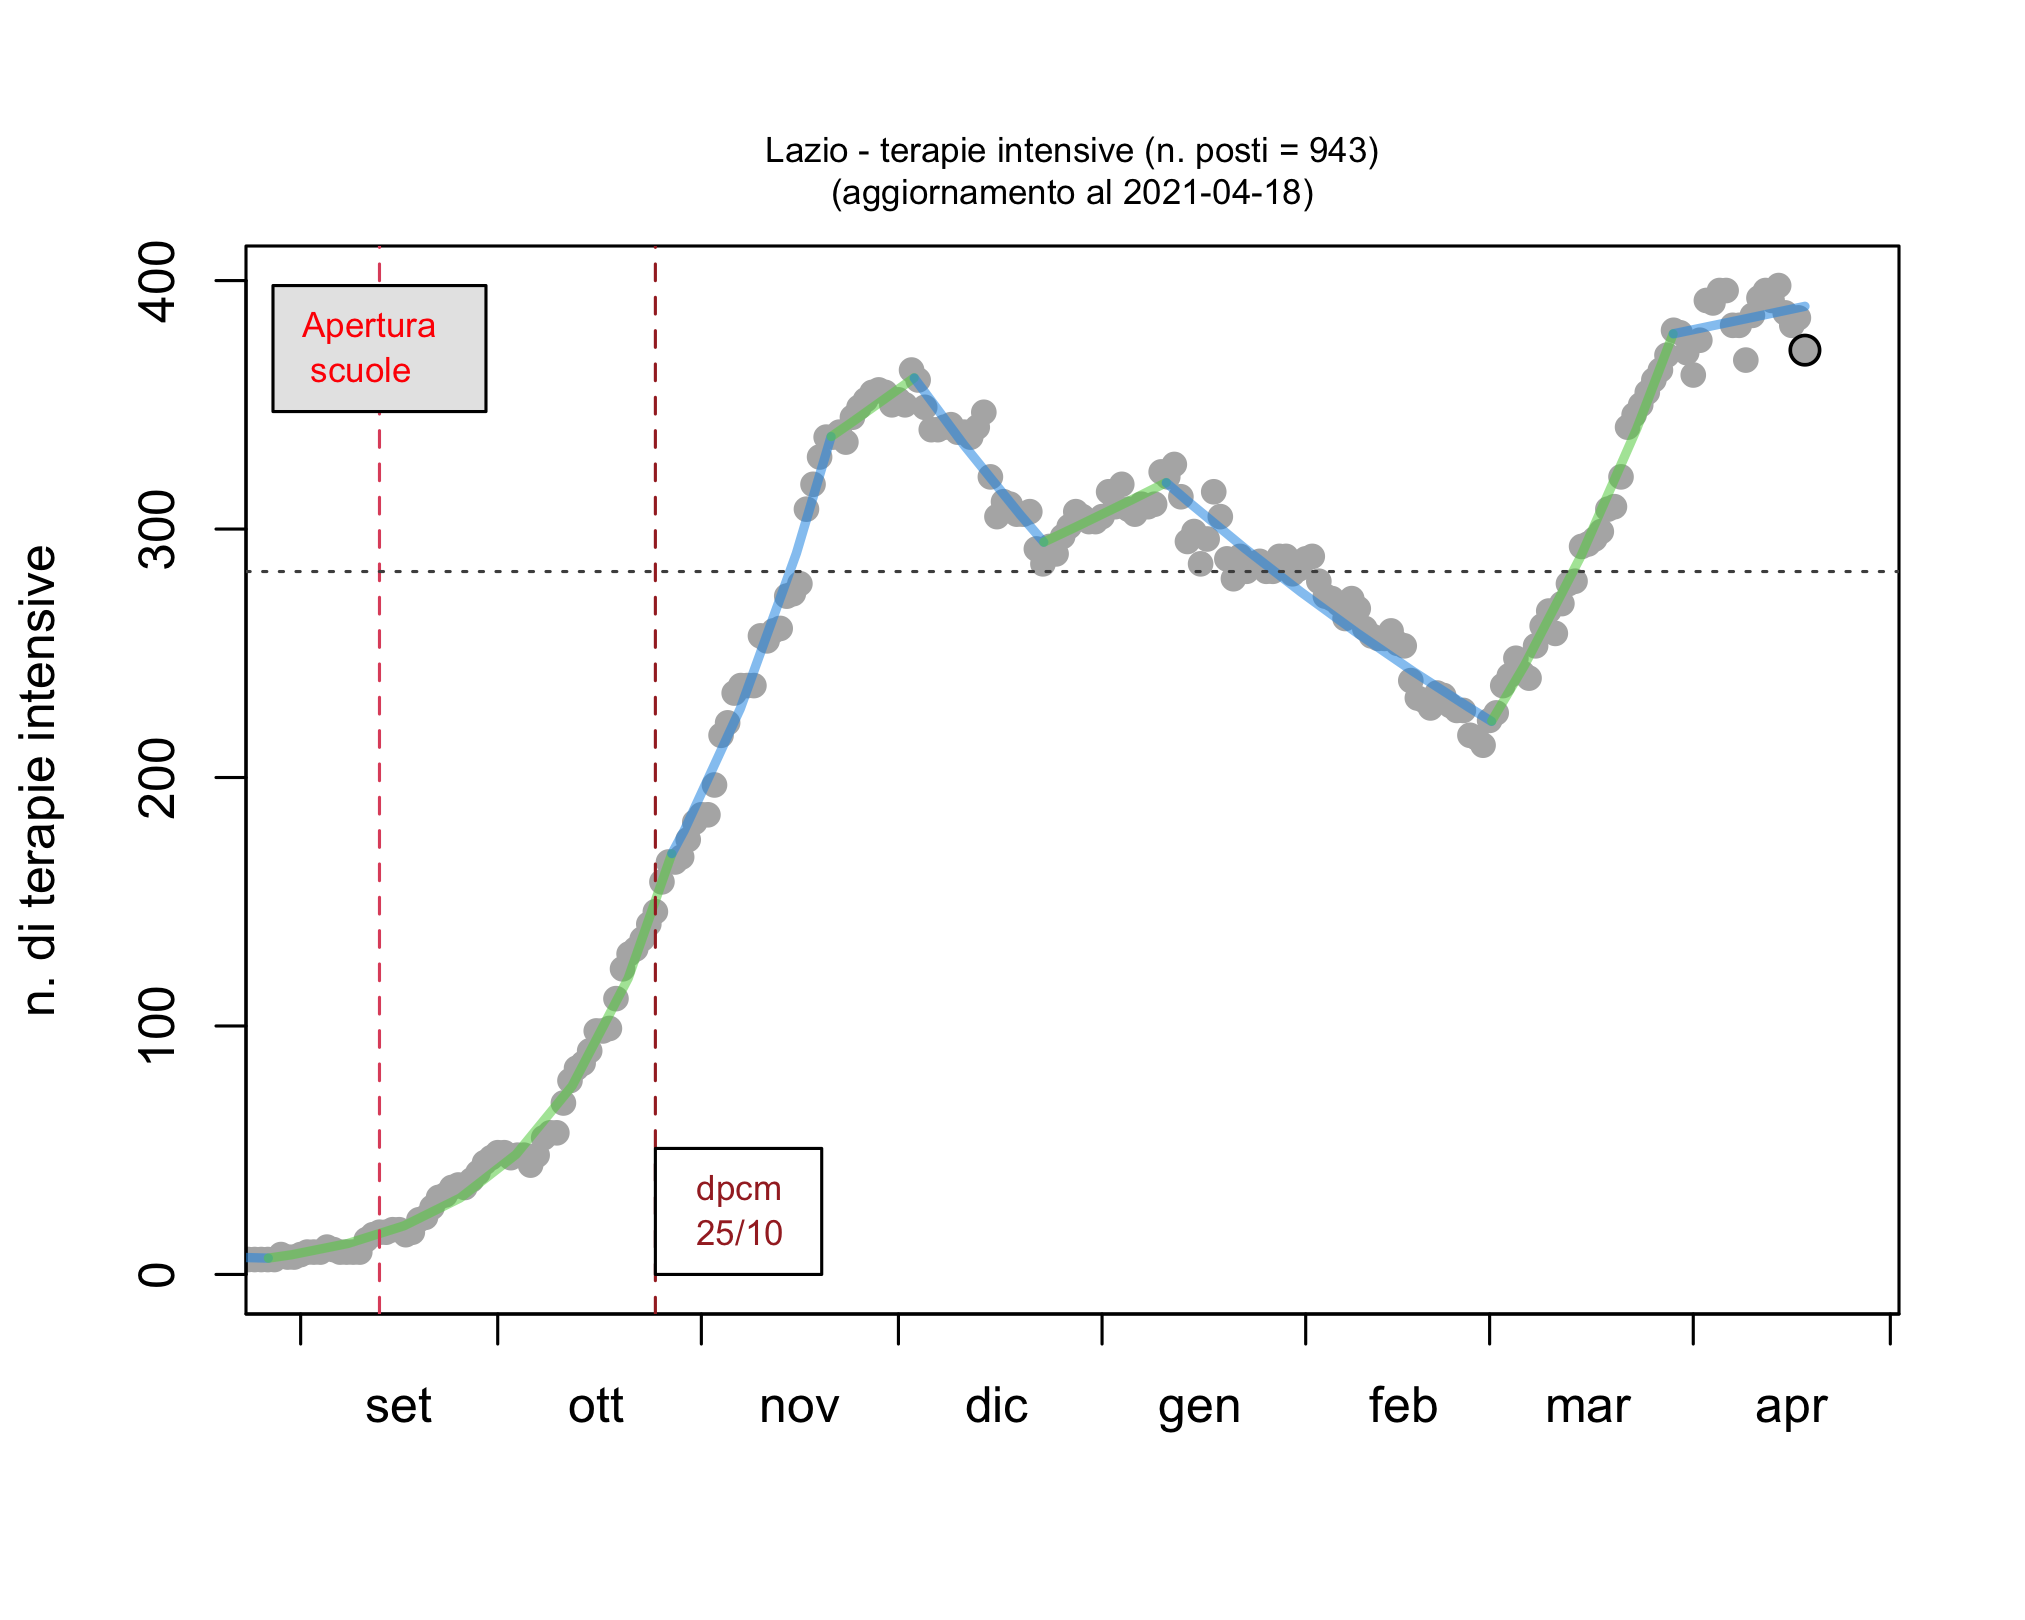 Lazio - terapie intensive (n. posti = 943)
(aggiornamento al 2021-04-18)
n. di terapie intensive
400
300
200
100
0
Apertura
scuole
dpcm
25/10
set ott nov dic gen feb mar apr